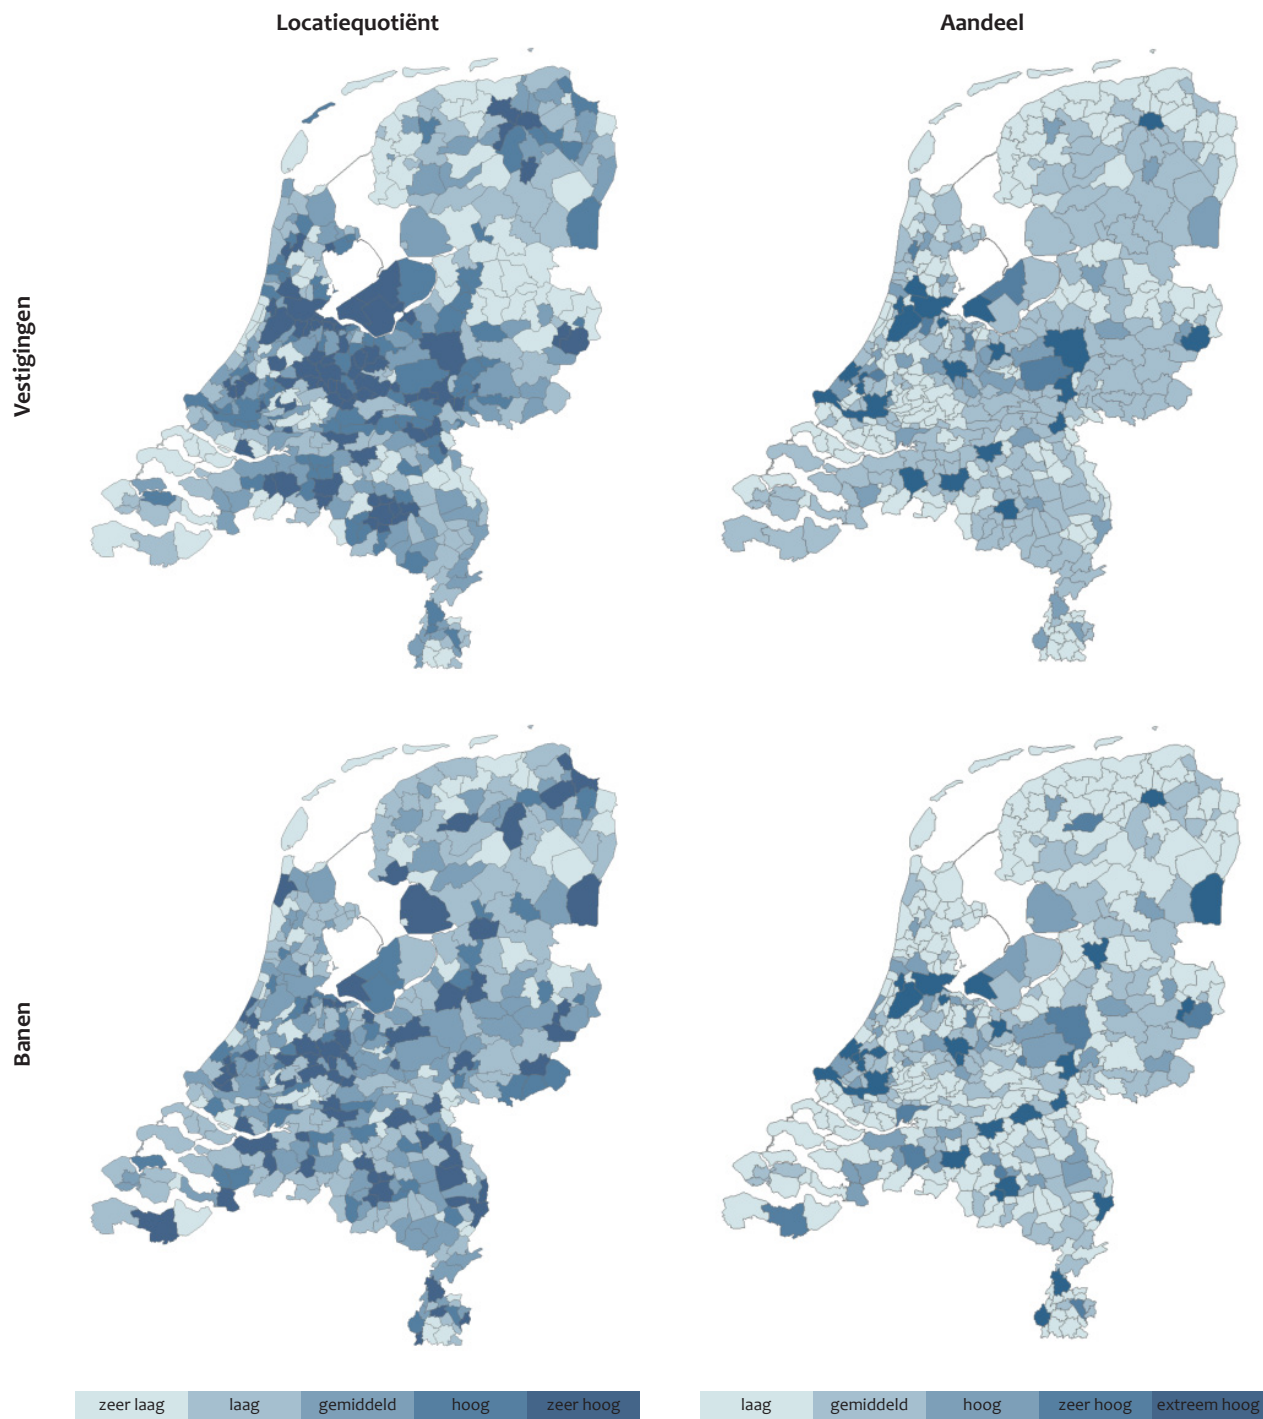 Locatiequotiënt
Aandeel
Vestigingen
Banen
zeer laag
laag
gemiddeld
hoog
zeer hoog
laag
gemiddeld
hoog
zeer hoog
extreem hoog